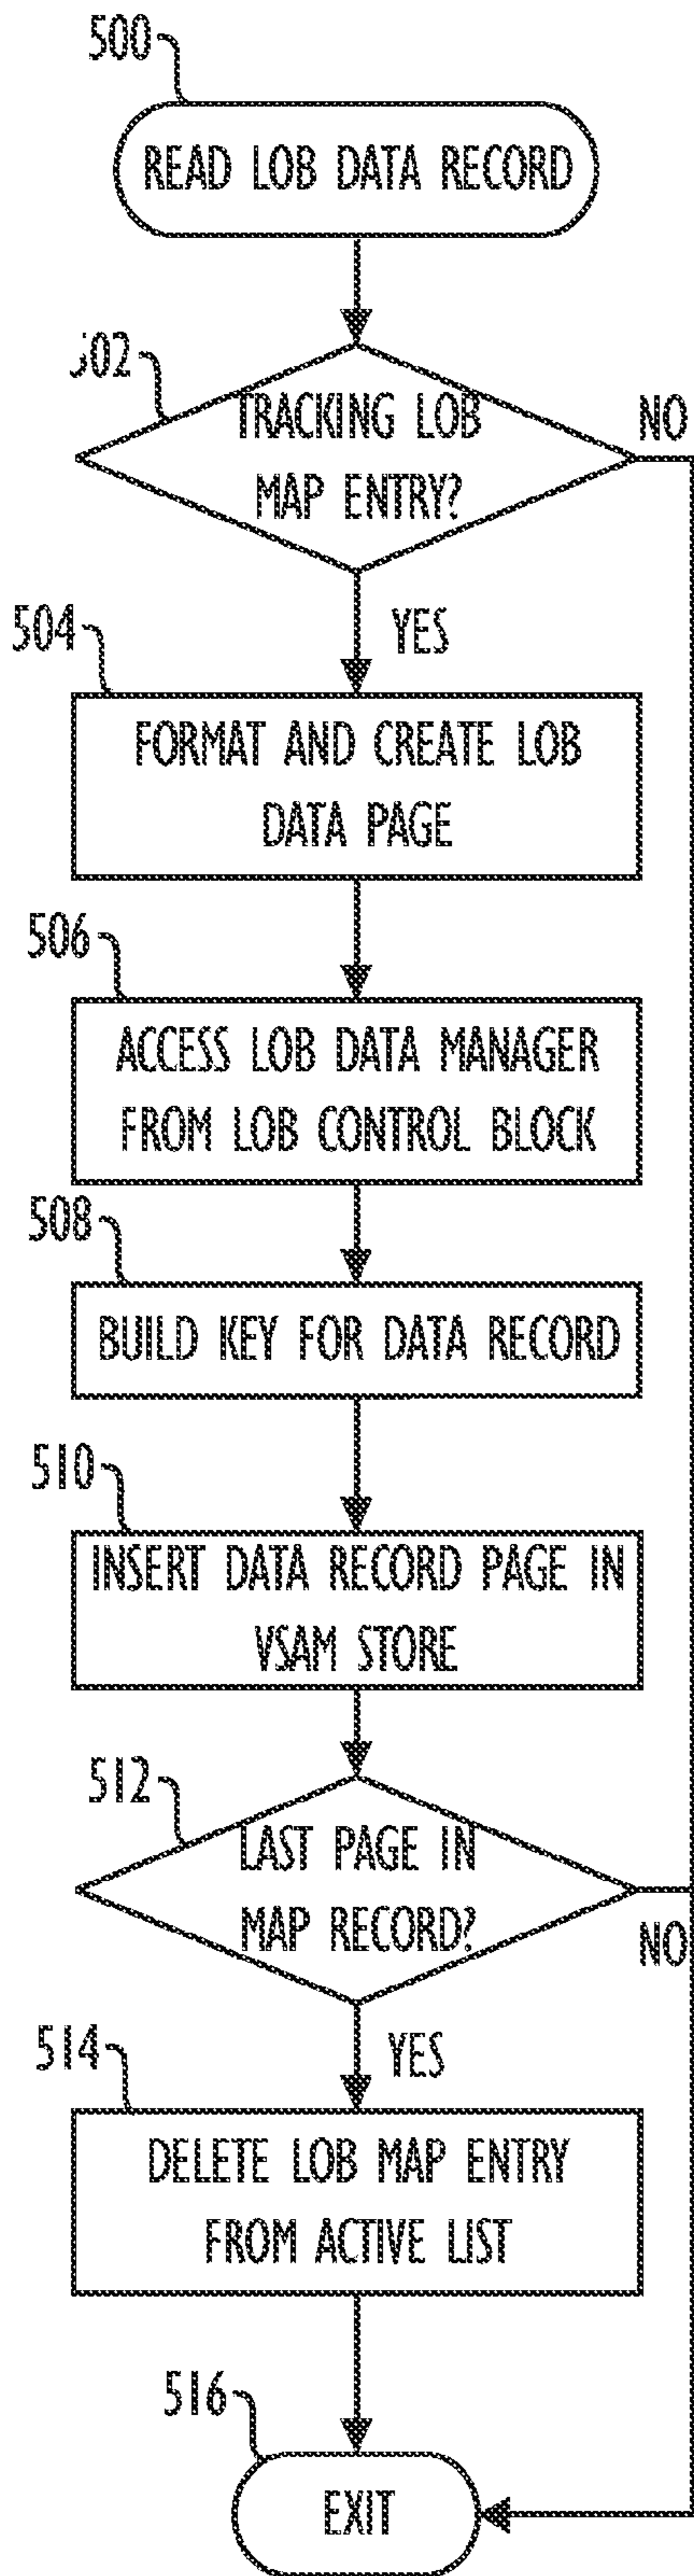 500
READ LOB DATA RECORD
502
TRACKING LOB
MAP ENTRY?
NO
YES
504
FORMAT AND CREATE LOB
DATA PAGE
506
ACCESS LOB DATA MANAGER
FROM LOB CONTROL BLOCK
508
BUILD KEY FOR DATA RECORD
510
INSERT DATA RECORD PAGE IN
VSAM STORE
512
LAST PAGE IN
MAP RECORD?
NO
YES
514
DELETE LOB MAP ENTRY
FROM ACTIVE LIST
516
EXIT